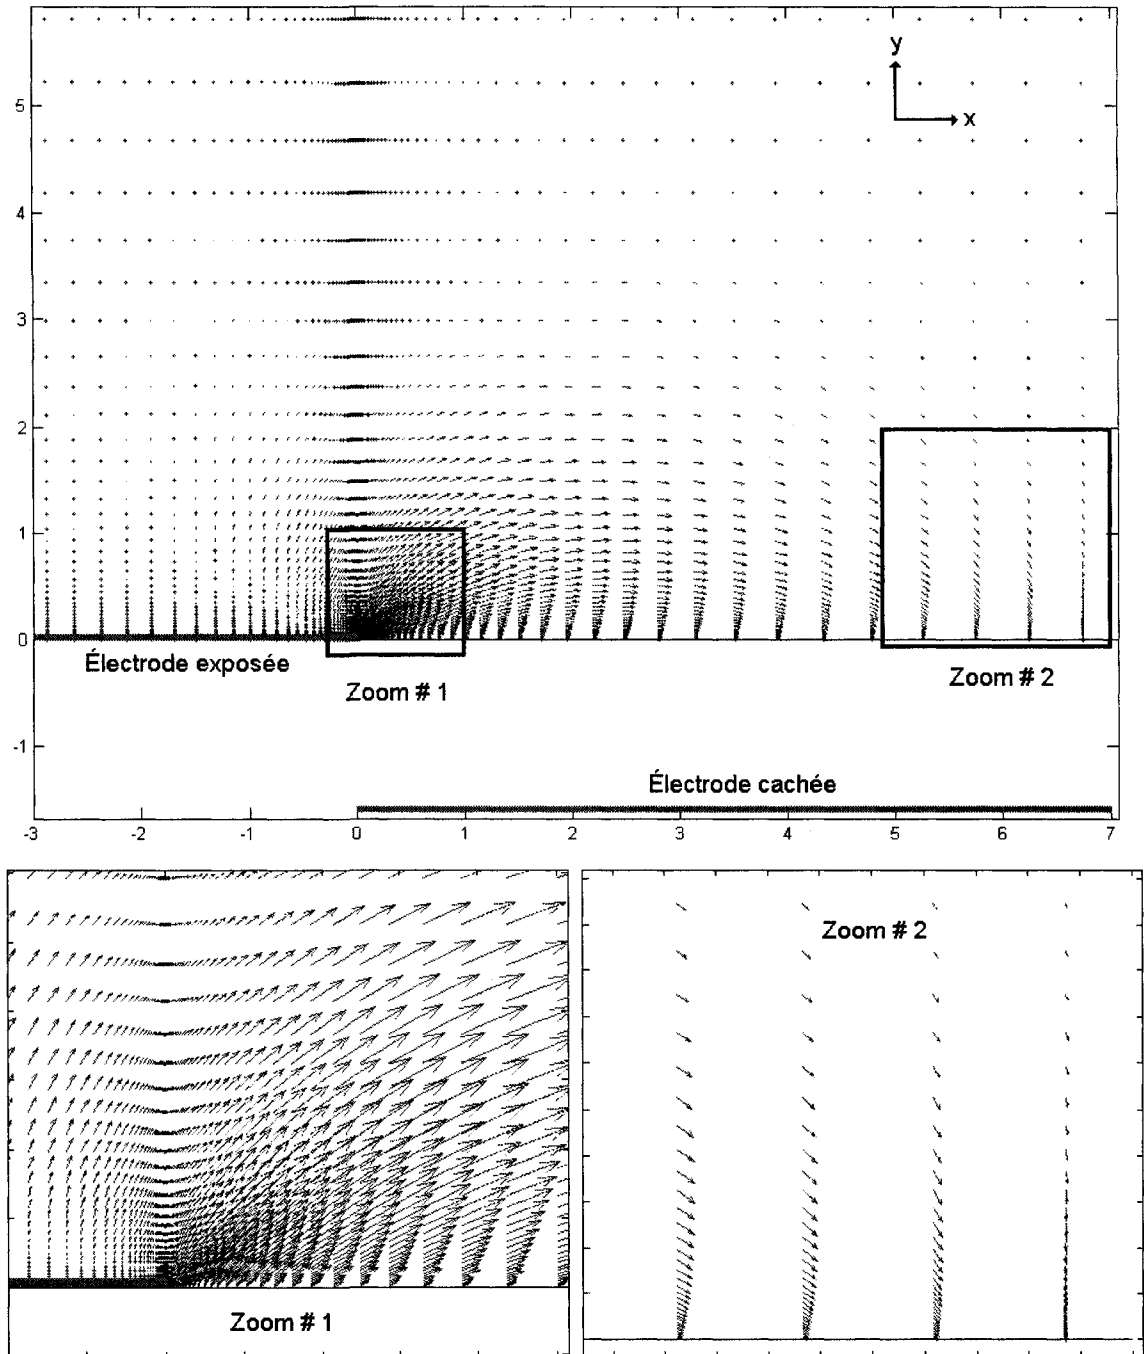 y
x
5
4
3
2
1
0
-1
Électrode exposée
Zoom # 1
Zoom # 2
Électrode cachée
-3 -2 -1 0 1 2 3 4 5 6 7
Zoom # 2
Zoom # 1